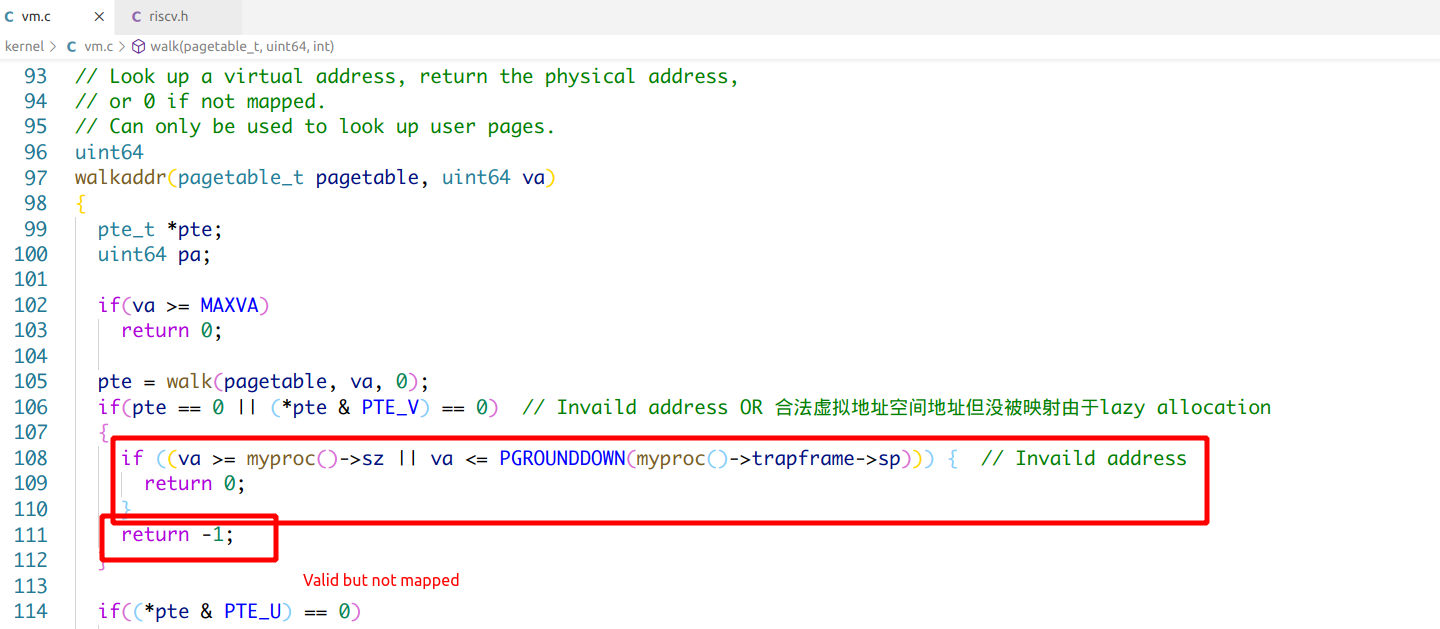 vm.c × riscv.h
kernel > vm.c > walk(pagetable_t, uint64, int)
93 // Look up a virtual address, return the physical address,
94 // or 0 if not mapped.
95 // Can only be used to look up user pages.
96 uint64
97 walkaddr(pagetable_t pagetable, uint64 va)
98 {
99 pte_t *pte;
100 uint64 pa;
101
102 if(va >= MAXVA)
103 return 0;
104
105 pte = walk(pagetable, va, 0);
106 if(pte == 0 || (*pte & PTE_V) == 0) // Invaild address OR 合法虚拟地址空间地址但没被映射由于lazy allocation
107 {
108 if ((va >= myproc()->sz || va <= PGROUNDDOWN(myproc()->trapframe->sp))) { // Invaild address
109 return 0;
110 }
111 return -1;
112 }
Valid but not mapped
113
114 if((*pte & PTE_U) == 0)